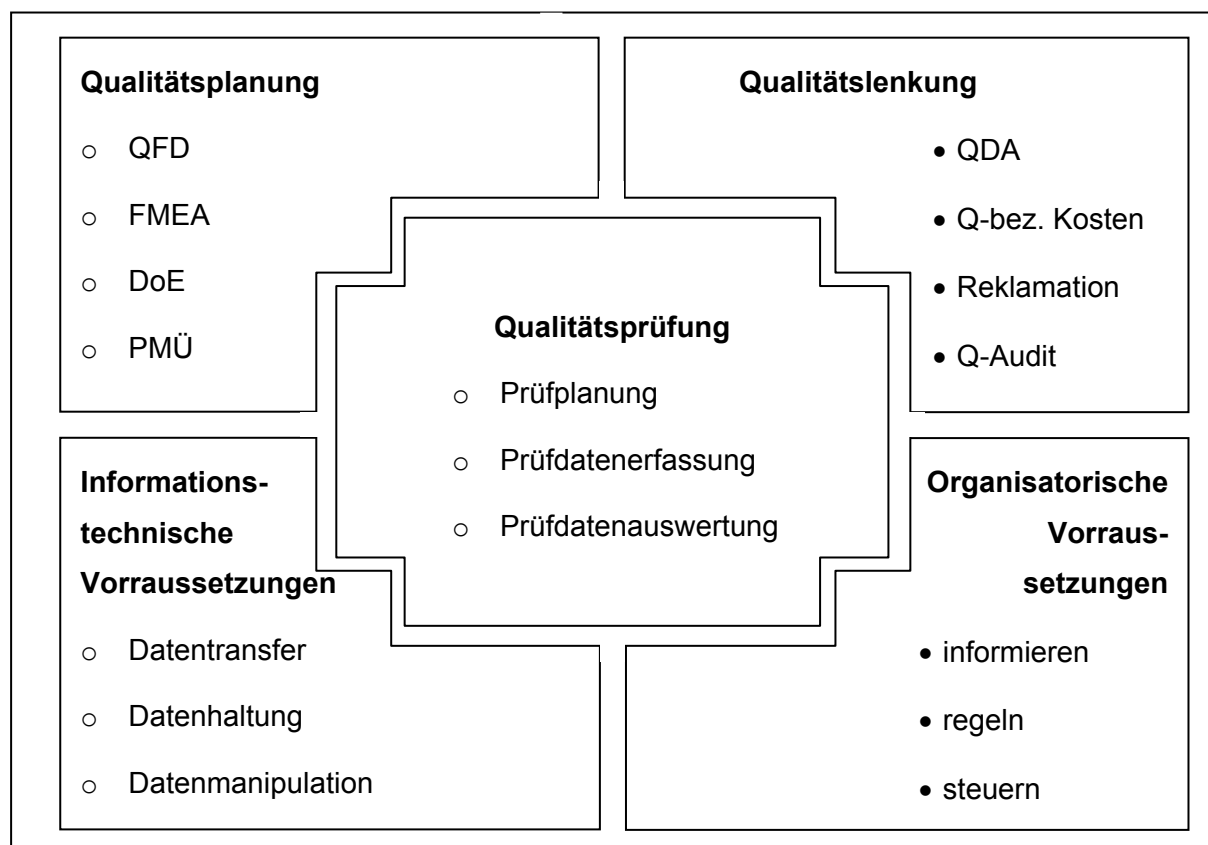 Qualitätsplanung
○ QFD
○ FMEA
○ DoE
○ PMÜ
Qualitätslenkung
• QDA
• Q-bez. Kosten
• Reklamation
• Q-Audit
Qualitätsprüfung
○ Prüfplanung
○ Prüfdatenerfassung
○ Prüfdatenauswertung
Informations-
technische
Vorraussetzungen
○ Datentransfer
○ Datenhaltung
○ Datenmanipulation
Organisatorische
Vorraus-
setzungen
• informieren
• regeln
• steuern